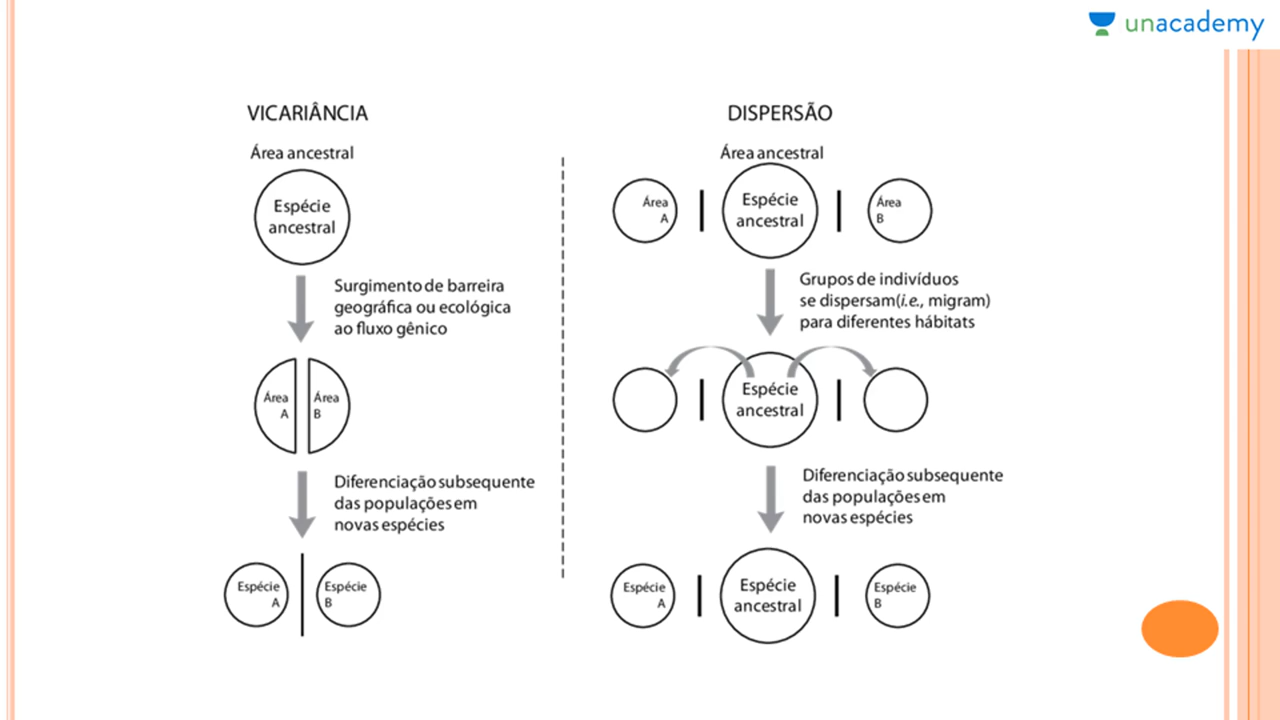 unacademy
VICARIÂNCIA
Área ancestral
Espécie
ancestral
Surgimento de barreira
geográfica ou ecológica
ao fluxo gênico
Área
A
Área
B
Diferenciação subsequente
das populações em
novas espécies
Espécie
A
Espécie
B
DISPERSÃO
Área ancestral
Área
A
Espécie
ancestral
Área
B
Grupos de indivíduos
se dispersam(i.e., migram)
para diferentes hábitats
Espécie
ancestral
Diferenciação subsequente
das populações em
novas espécies
Espécie
A
Espécie
ancestral
Espécie
B